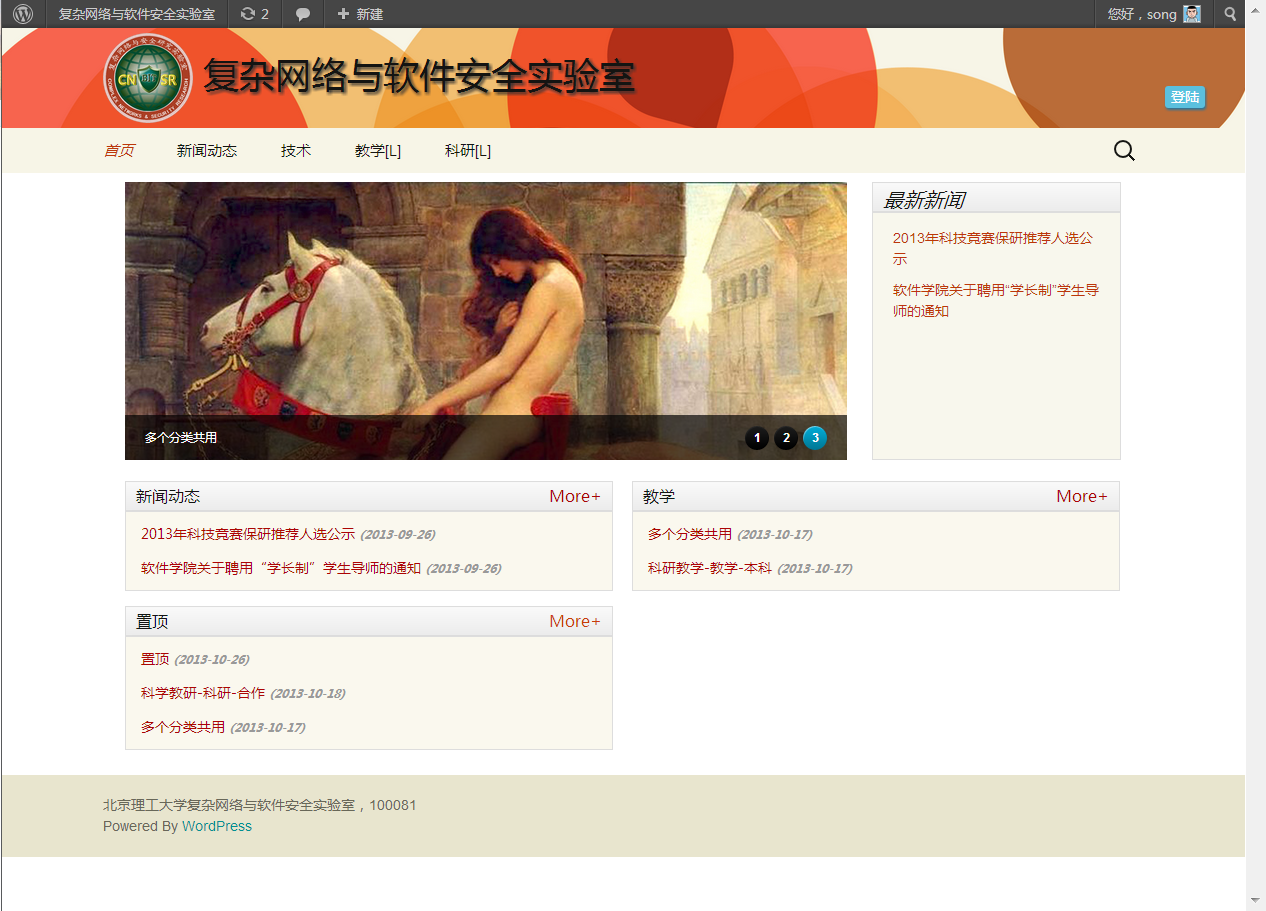 复杂网络与软件安全实验室 2 新建 您好，song
CN SR
复杂网络与软件安全实验室
登陆
首页 新闻动态 技术 教学[L] 科研[L]
多个分类共用 1 2 3
最新新闻
2013年科技竞赛保研推荐人选公
示
软件学院关于聘用“学长制”学生导
师的通知
新闻动态 More+
2013年科技竞赛保研推荐人选公示 (2013-09-26)
软件学院关于聘用“学长制”学生导师的通知 (2013-09-26)
教学 More+
多个分类共用 (2013-10-17)
科研教学-教学-本科 (2013-10-17)
置顶 More+
置顶 (2013-10-26)
科学教研-科研-合作 (2013-10-18)
多个分类共用 (2013-10-17)
北京理工大学复杂网络与软件安全实验室，100081
Powered By WordPress